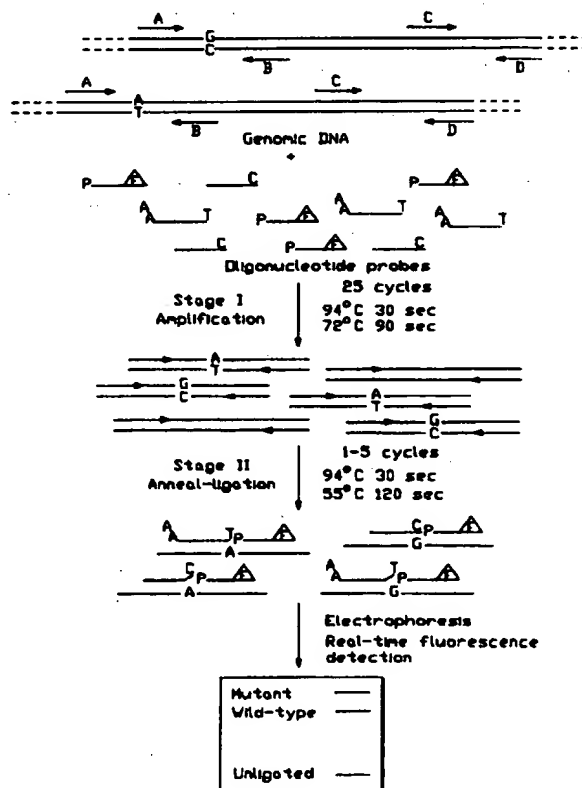 A G C
C B D
A A C
T B D
Genomic DNA
+
P F C P F
A A T P F A A T A A T
C P F C
Oligonucleotide probes
25 cycles
Stage I
Amplification
94°C 30 sec
72°C 90 sec
A
T
G
C
A
T
G
C
1-5 cycles
Stage II
Anneal-ligation
94°C 30 sec
55°C 120 sec
A A T P F
A
C P F
G
C P F
A
A A T P F
G
Electrophoresis
Real-time fluorescence
detection
Mutant
Wild-type
Unligated